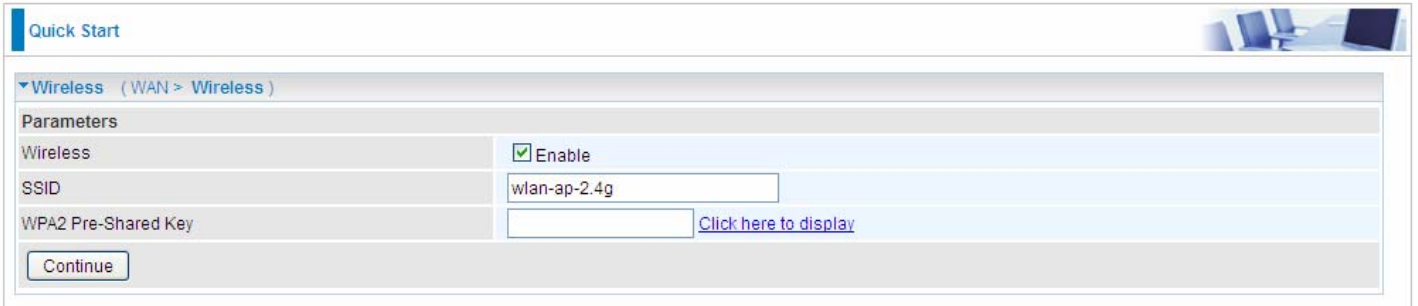 Quick Start
Wireless ( WAN > Wireless )
Parameters
Wireless Enable
SSID wlan-ap-2.4g
WPA2 Pre-Shared Key Click here to display
Continue